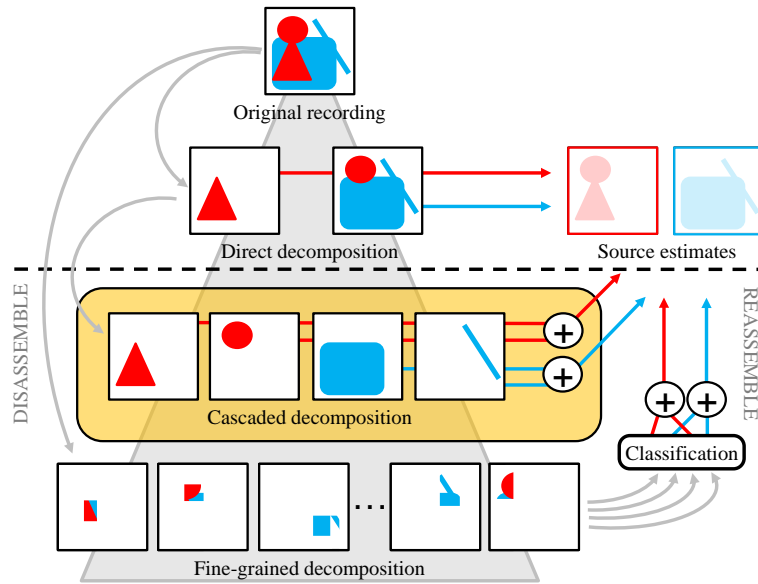 Original recording
Direct decomposition
Source estimates
DISASSEMBLE
REASSEMBLE
+
+
Cascaded decomposition
+ +
Classification
...
Fine-grained decomposition